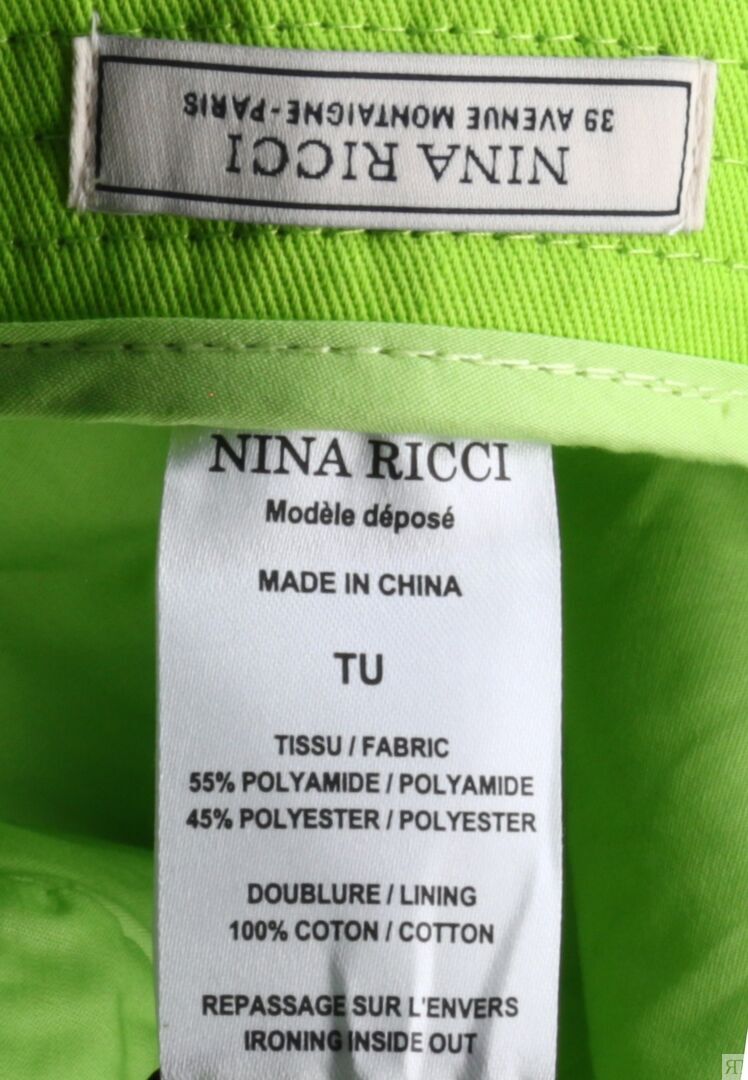 NINA RICCI
39 AVENUE MONTAIGNE-PARIS
NINA RICCI
Modèle déposé
MADE IN CHINA
TU
TISSU / FABRIC
55% POLYAMIDE / POLYAMIDE
45% POLYESTER / POLYESTER
DOUBLURE / LINING
100% COTON / COTTON
REPASSAGE SUR L'ENVERS
IRONING INSIDE OUT